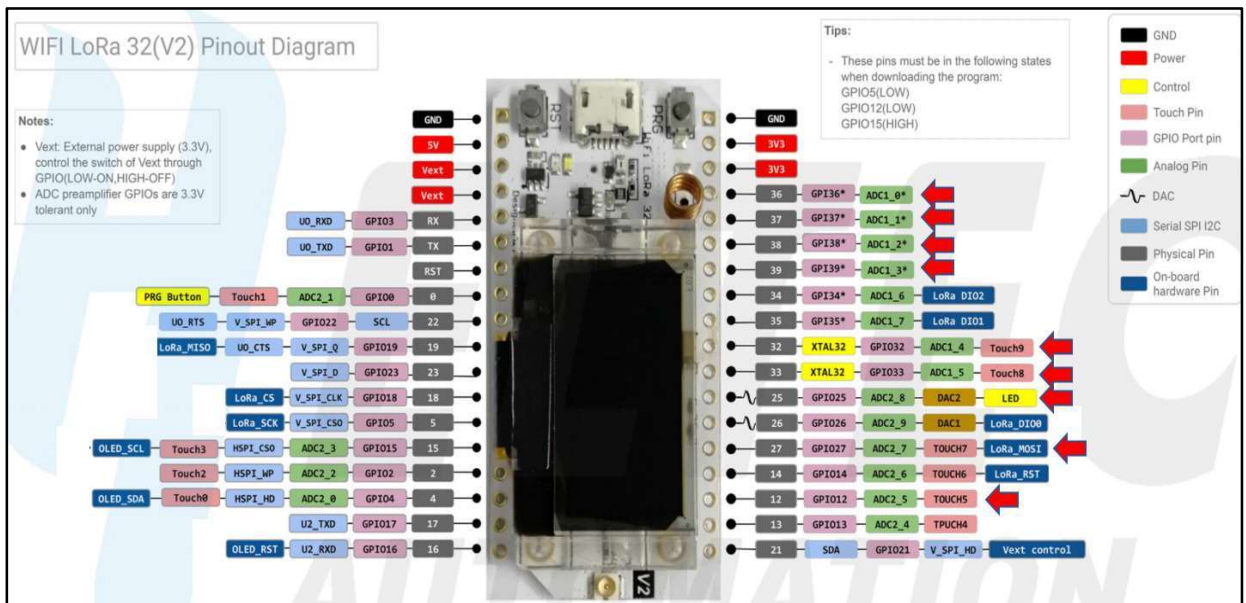 WIFI LoRa 32(V2) Pinout Diagram
Notes:
● Vext: External power supply (3.3V),
control the switch of Vext through
GPIO(LOW-ON,HIGH-OFF)
● ADC preamplifier GPIOs are 3.3V
tolerant only
Tips:
- These pins must be in the following states
when downloading the program:
GPIO5(LOW)
GPIO12(LOW)
GPIO15(HIGH)
GND
Power
Control
Touch Pin
GPIO Port pin
Analog Pin
DAC
Serial SPI I2C
Physical Pin
On-board
hardware Pin
GND
5V
Vext
Vext
UO_RXD GPIO3 RX
UO_TXD GPIO1 TX
RST
PRG Button Touch1 ADC2_1 GPIO0 0
UO_RTS V_SPI_WP GPIO22 SCL 22
LoRa_MISO UO_CTS V_SPI_Q GPIO19 19
V_SPI_D GPIO23 23
LoRa_CS V_SPI_CLK GPIO18 18
LoRa_SCK V_SPI_CSO GPIO5 5
OLED_SCL Touch3 HSPI_CSO ADC2_3 GPIO15 15
Touch2 HSPI_WP ADC2_2 GPIO2 2
OLED_SDA Touch0 HSPI_HD ADC2_0 GPIO4 4
U2_TXD GPIO17 17
OLED_RST U2_RXD GPIO16 16
RST
PRG
LoRa 32
V2
GND
3V3
3V3
36 GPI36* ADC1_0*
37 GPI37* ADC1_1*
38 GPI38* ADC1_2*
39 GPI39* ADC1_3*
34 GPI34* ADC1_6 LoRa DIO2
35 GPI35* ADC1_7 LoRa DIO1
32 XTAL32 GPIO32 ADC1_4 Touch9
33 XTAL32 GPIO33 ADC1_5 Touch8
25 GPIO25 ADC2_8 DAC2 LED
26 GPIO26 ADC2_9 DAC1 LoRa_DIO0
27 GPIO27 ADC2_7 TOUCH7 LoRa_MOSI
14 GPIO14 ADC2_6 TOUCH6 LoRa_RST
12 GPIO12 ADC2_5 TOUCH5
13 GPIO13 ADC2_4 TPUCH4
21 SDA GPIO21 V_SPI_HD Vext control
AUTOMATION